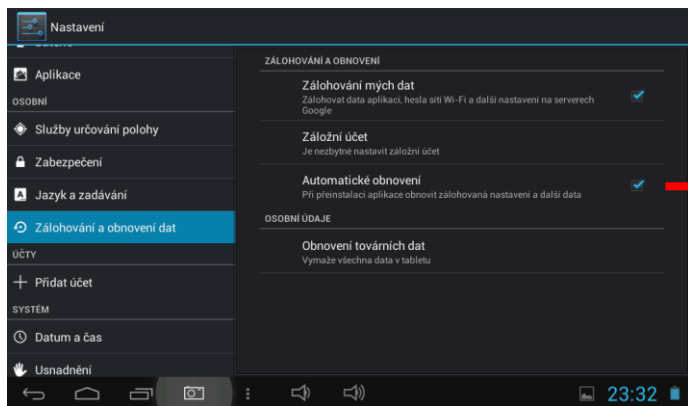 Nastavení
Aplikace
OSOBNÍ
Služby určování polohy
Zabezpečení
Jazyk a zadávání
Zálohování a obnovení dat
ÚČTY
Přidat účet
SYSTÉM
Datum a čas
Usnadnění
ZÁLOHOVÁNÍ A OBNOVENÍ
Zálohování mých dat
Zálohovat data aplikací, hesla sítí Wi-Fi a další nastavení na serverech
Google
Záložní účet
Je nezbytné nastavit záložní účet
Automatické obnovení
Při přeinstalaci aplikace obnovit zálohovaná nastavení a další data
OSOBNÍ ÚDAJE
Obnovení továrních dat
Vymaže všechna data v tabletu
23:32